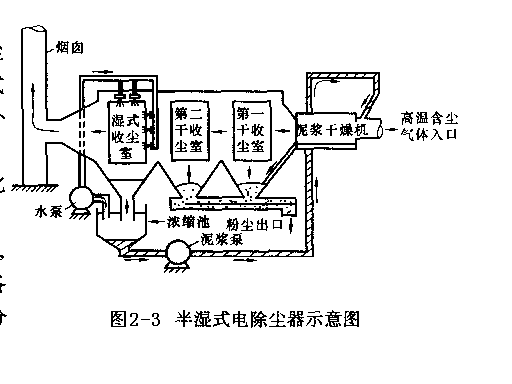 烟囱
湿式
收尘
室
第二
干收
尘室
第一
干收
尘室
泥浆干燥机
高温含尘
气体入口
水泵
浓缩池
粉尘出口
泥浆泵
图2-3 半湿式电除尘器示意图